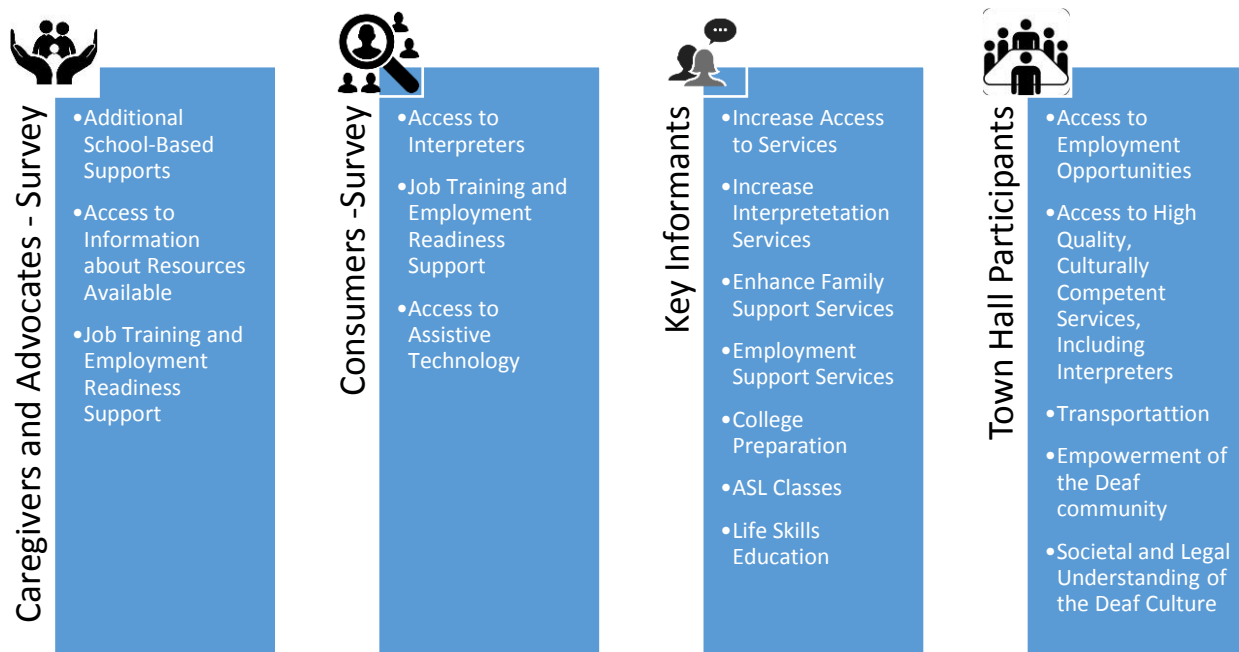 Caregivers and Advocates - Survey
•Additional
School-Based
Supports
•Access to
Information
about Resources
Available
•Job Training and
Employment
Readiness
Support
Consumers -Survey
•Access to
Interpreters
•Job Training and
Employment
Readiness
Support
•Access to
Assistive
Technology
Key Informants
•Increase Access
to Services
•Increase
Interpretetation
Services
•Enhance Family
Support Services
•Employment
Support Services
•College
Preparation
•ASL Classes
•Life Skills
Education
Town Hall Participants
•Access to
Employment
Opportunities
•Access to High
Quality,
Culturally
Competent
Services,
Including
Interpreters
•Transportattion
•Empowerment of
the Deaf
community
•Societal and Legal
Understanding of
the Deaf Culture